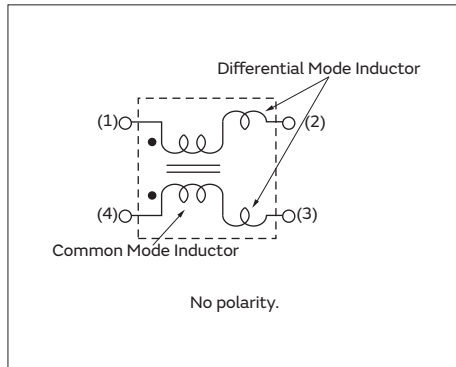 Differential Mode Inductor
(1)
(2)
(4)
(3)
Common Mode Inductor
No polarity.